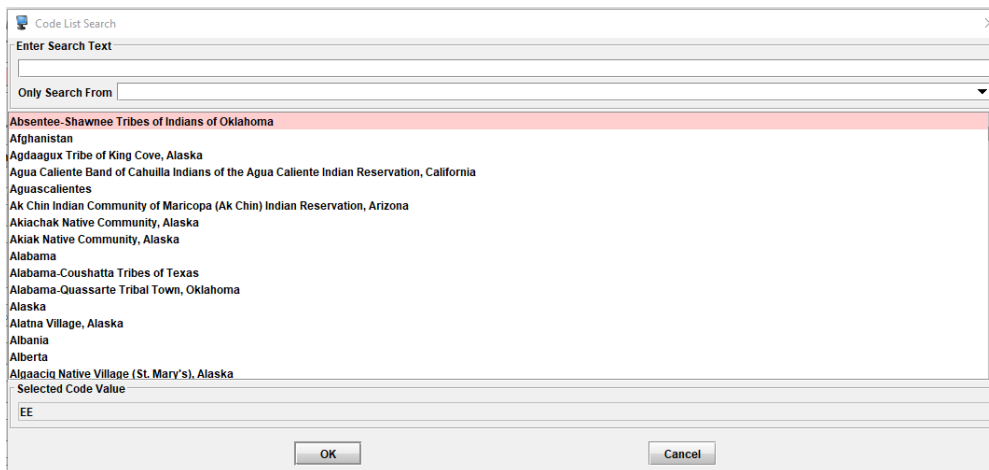 Code List Search
Enter Search Text
Only Search From
Absentee-Shawnee Tribes of Indians of Oklahoma
Afghanistan
Agdaagux Tribe of King Cove, Alaska
Agua Caliente Band of Cahuilla Indians of the Agua Caliente Indian Reservation, California
Aguascalientes
Ak Chin Indian Community of Maricopa (Ak Chin) Indian Reservation, Arizona
Akiachak Native Community, Alaska
Akiak Native Community, Alaska
Alabama
Alabama-Coushatta Tribes of Texas
Alabama-Quassarte Tribal Town, Oklahoma
Alaska
Alatna Village, Alaska
Albania
Alberta
Algaaciq Native Village (St. Mary's), Alaska
Selected Code Value
EE
OK Cancel